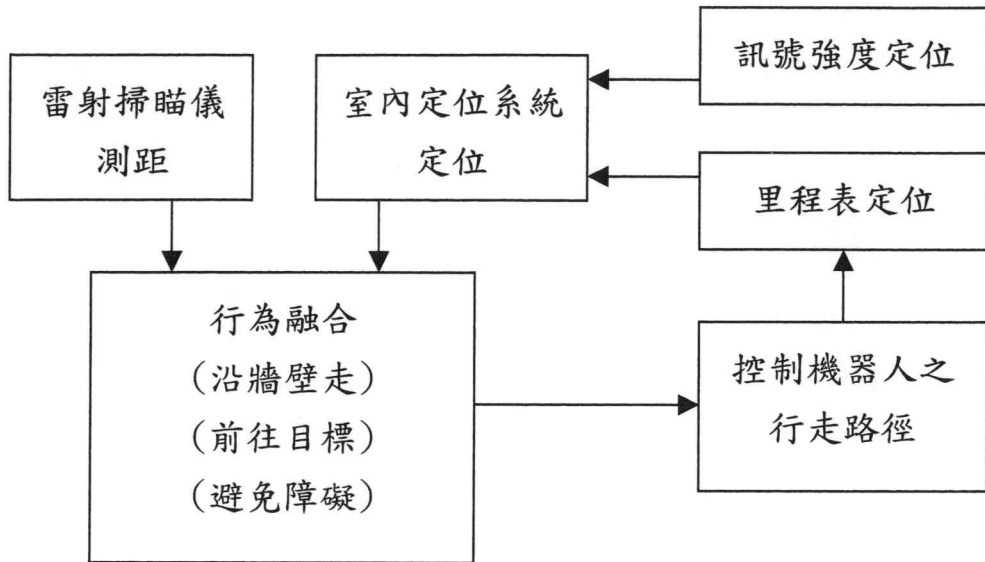 雷射掃瞄儀
測距
室內定位系統
定位
訊號強度定位
里程表定位
行為融合
(沿牆壁走)
(前往目標)
(避免障礙)
控制機器人之
行走路徑